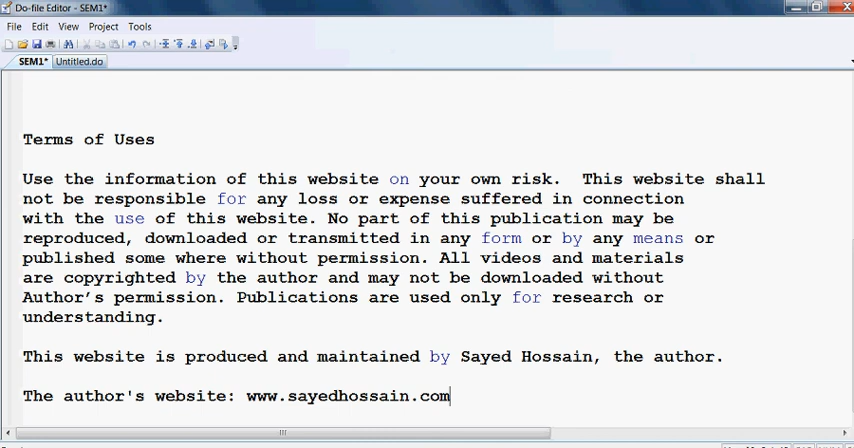 Do-file Editor - SEM1*
File Edit View Project Tools
SEM1* Untitled.do
Terms of Uses
Use the information of this website on your own risk.  This website shall
not be responsible for any loss or expense suffered in connection
with the use of this website. No part of this publication may be
reproduced, downloaded or transmitted in any form or by any means or
published some where without permission. All videos and materials
are copyrighted by the author and may not be downloaded without
Author's permission. Publications are used only for research or
understanding.
This website is produced and maintained by Sayed Hossain, the author.
The author's website: www.sayedhossain.com